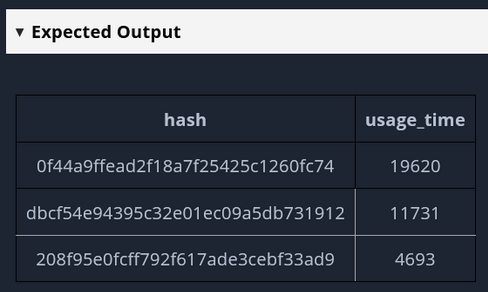 ▼ Expected Output
hash usage_time
0f44a9ffead2f18a7f25425c1260fc74 19620
dbcf54e94395c32e01ec09a5db731912 11731
208f95e0fcff792f617ade3cebf33ad9 4693